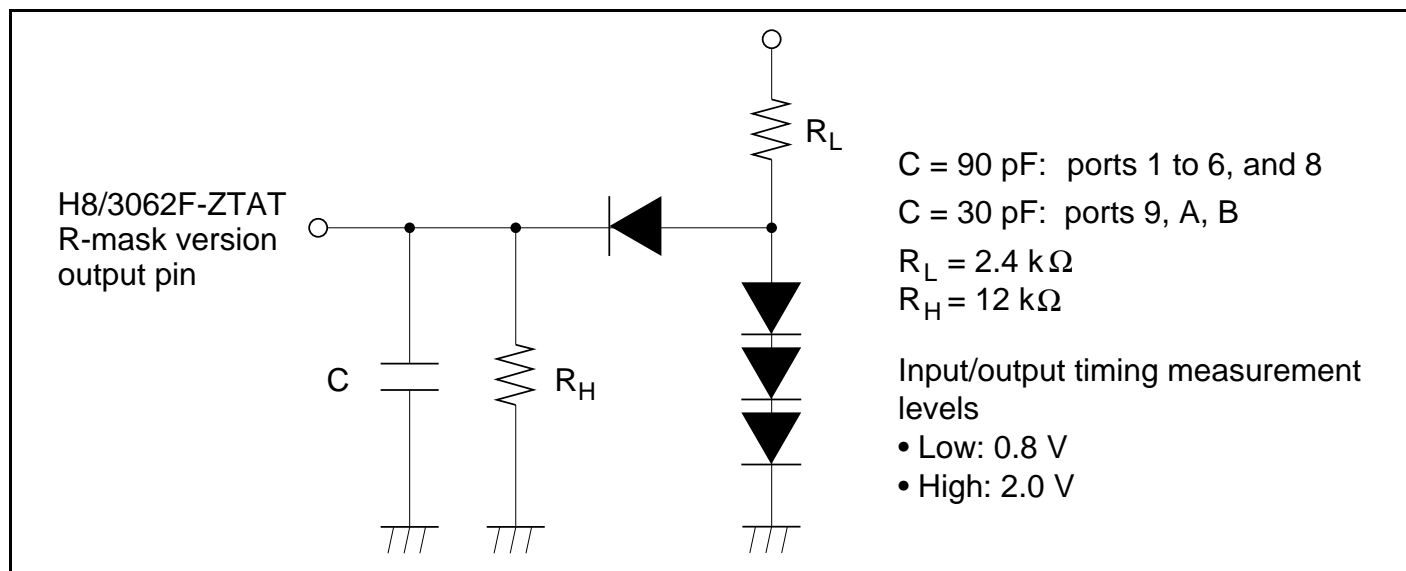 R_L
H8/3062F-ZTAT
R-mask version
output pin
C
R_H
C = 90 pF: ports 1 to 6, and 8
C = 30 pF: ports 9, A, B
R_L = 2.4 kΩ
R_H = 12 kΩ
Input/output timing measurement
levels
• Low: 0.8 V
• High: 2.0 V